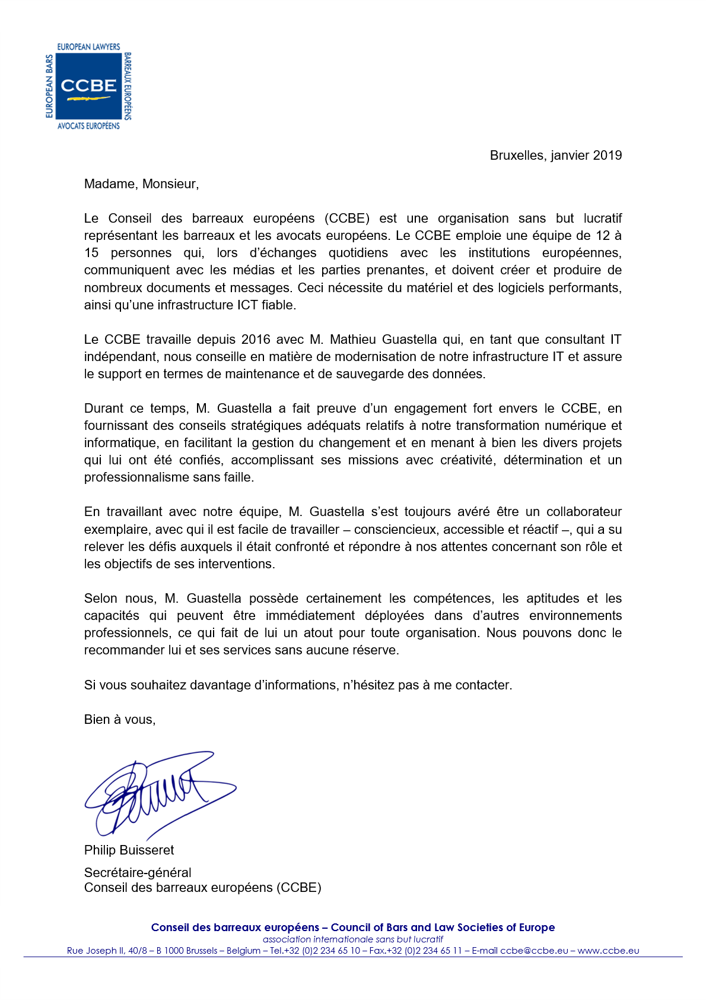 EUROPEAN LAWYERS
EUROPEAN BARS
CCBE
BARREAUX EUROPÉENS
AVOCATS EUROPÉENS
Bruxelles, janvier 2019
Madame, Monsieur,
Le Conseil des barreaux européens (CCBE) est une organisation sans but lucratif
représentant les barreaux et les avocats européens. Le CCBE emploie une équipe de 12 à
15 personnes qui, lors d’échanges quotidiens avec les institutions européennes,
communiquent avec les médias et les parties prenantes, et doivent créer et produire de
nombreux documents et messages. Ceci nécessite du matériel et des logiciels performants,
ainsi qu’une infrastructure ICT fiable.
Le CCBE travaille depuis 2016 avec M. Mathieu Guastella qui, en tant que consultant IT
indépendant, nous conseille en matière de modernisation de notre infrastructure IT et assure
le support en termes de maintenance et de sauvegarde des données.
Durant ce temps, M. Guastella a fait preuve d’un engagement fort envers le CCBE, en
fournissant des conseils stratégiques adéquats relatifs à notre transformation numérique et
informatique, en facilitant la gestion du changement et en menant à bien les divers projets
qui lui ont été confiés, accomplissant ses missions avec créativité, détermination et un
professionnalisme sans faille.
En travaillant avec notre équipe, M. Guastella s’est toujours avéré être un collaborateur
exemplaire, avec qui il est facile de travailler – consciencieux, accessible et réactif –, qui a su
relever les défis auxquels il était confronté et répondre à nos attentes concernant son rôle et
les objectifs de ses interventions.
Selon nous, M. Guastella possède certainement les compétences, les aptitudes et les
capacités qui peuvent être immédiatement déployées dans d’autres environnements
professionnels, ce qui fait de lui un atout pour toute organisation. Nous pouvons donc le
recommander lui et ses services sans aucune réserve.
Si vous souhaitez davantage d’informations, n’hésitez pas à me contacter.
Bien à vous,
Philip Buisseret
Secrétaire-général
Conseil des barreaux européens (CCBE)
Conseil des barreaux européens – Council of Bars and Law Societies of Europe
association internationale sans but lucratif
Rue Joseph II, 40/8 – B 1000 Brussels – Belgium – Tel.+32 (0)2 234 65 10 – Fax.+32 (0)2 234 65 11 – E-mail ccbe@ccbe.eu – www.ccbe.eu